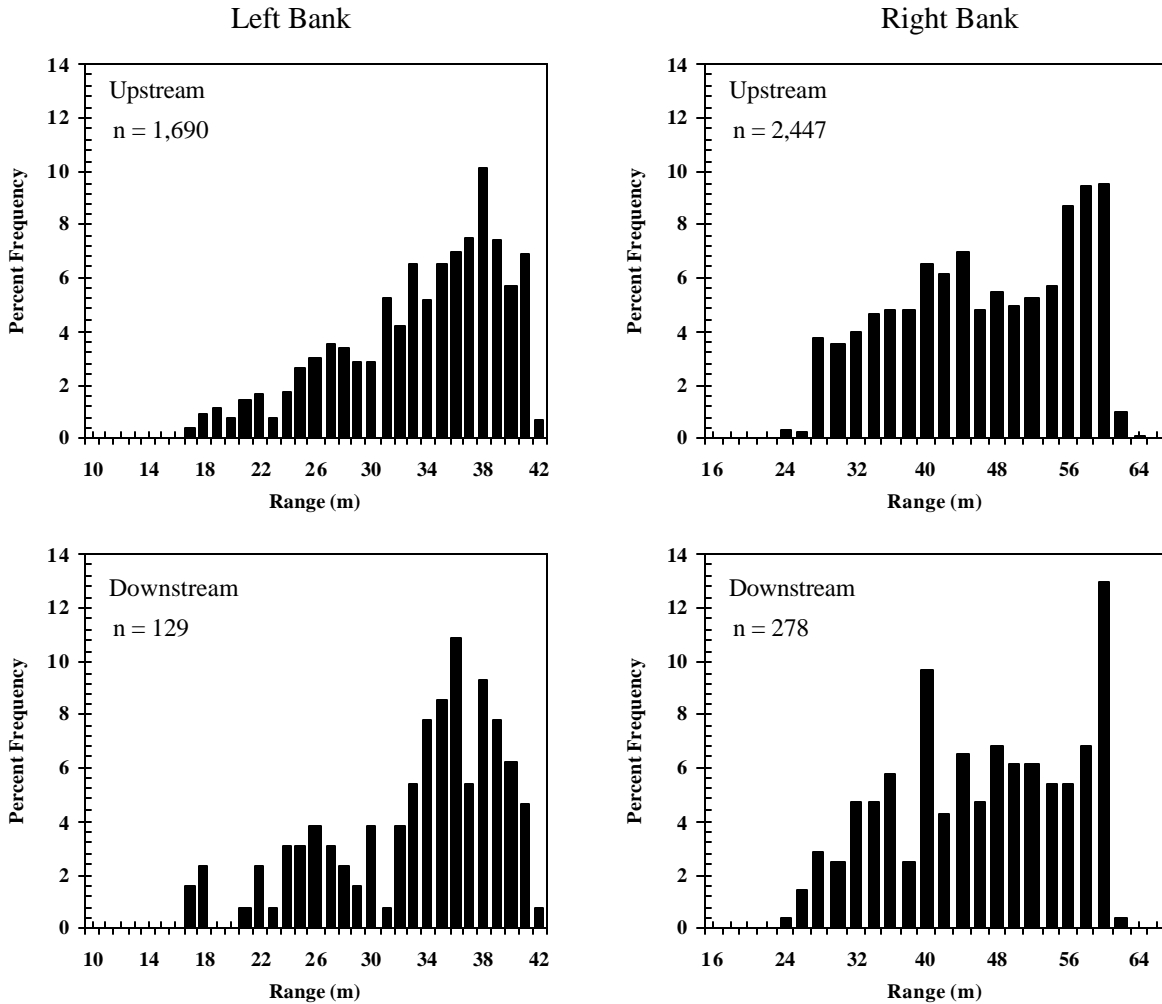 Left Bank
Right Bank
14
12
10
8
6
4
2
0
Percent Frequency
Upstream
n = 1,690
10 14 18 22 26 30 34 38 42
Range (m)
14
12
10
8
6
4
2
0
Percent Frequency
Upstream
n = 2,447
16 24 32 40 48 56 64
Range (m)
14
12
10
8
6
4
2
0
Percent Frequency
Downstream
n = 129
10 14 18 22 26 30 34 38 42
Range (m)
14
12
10
8
6
4
2
0
Percent Frequency
Downstream
n = 278
16 24 32 40 48 56 64
Range (m)